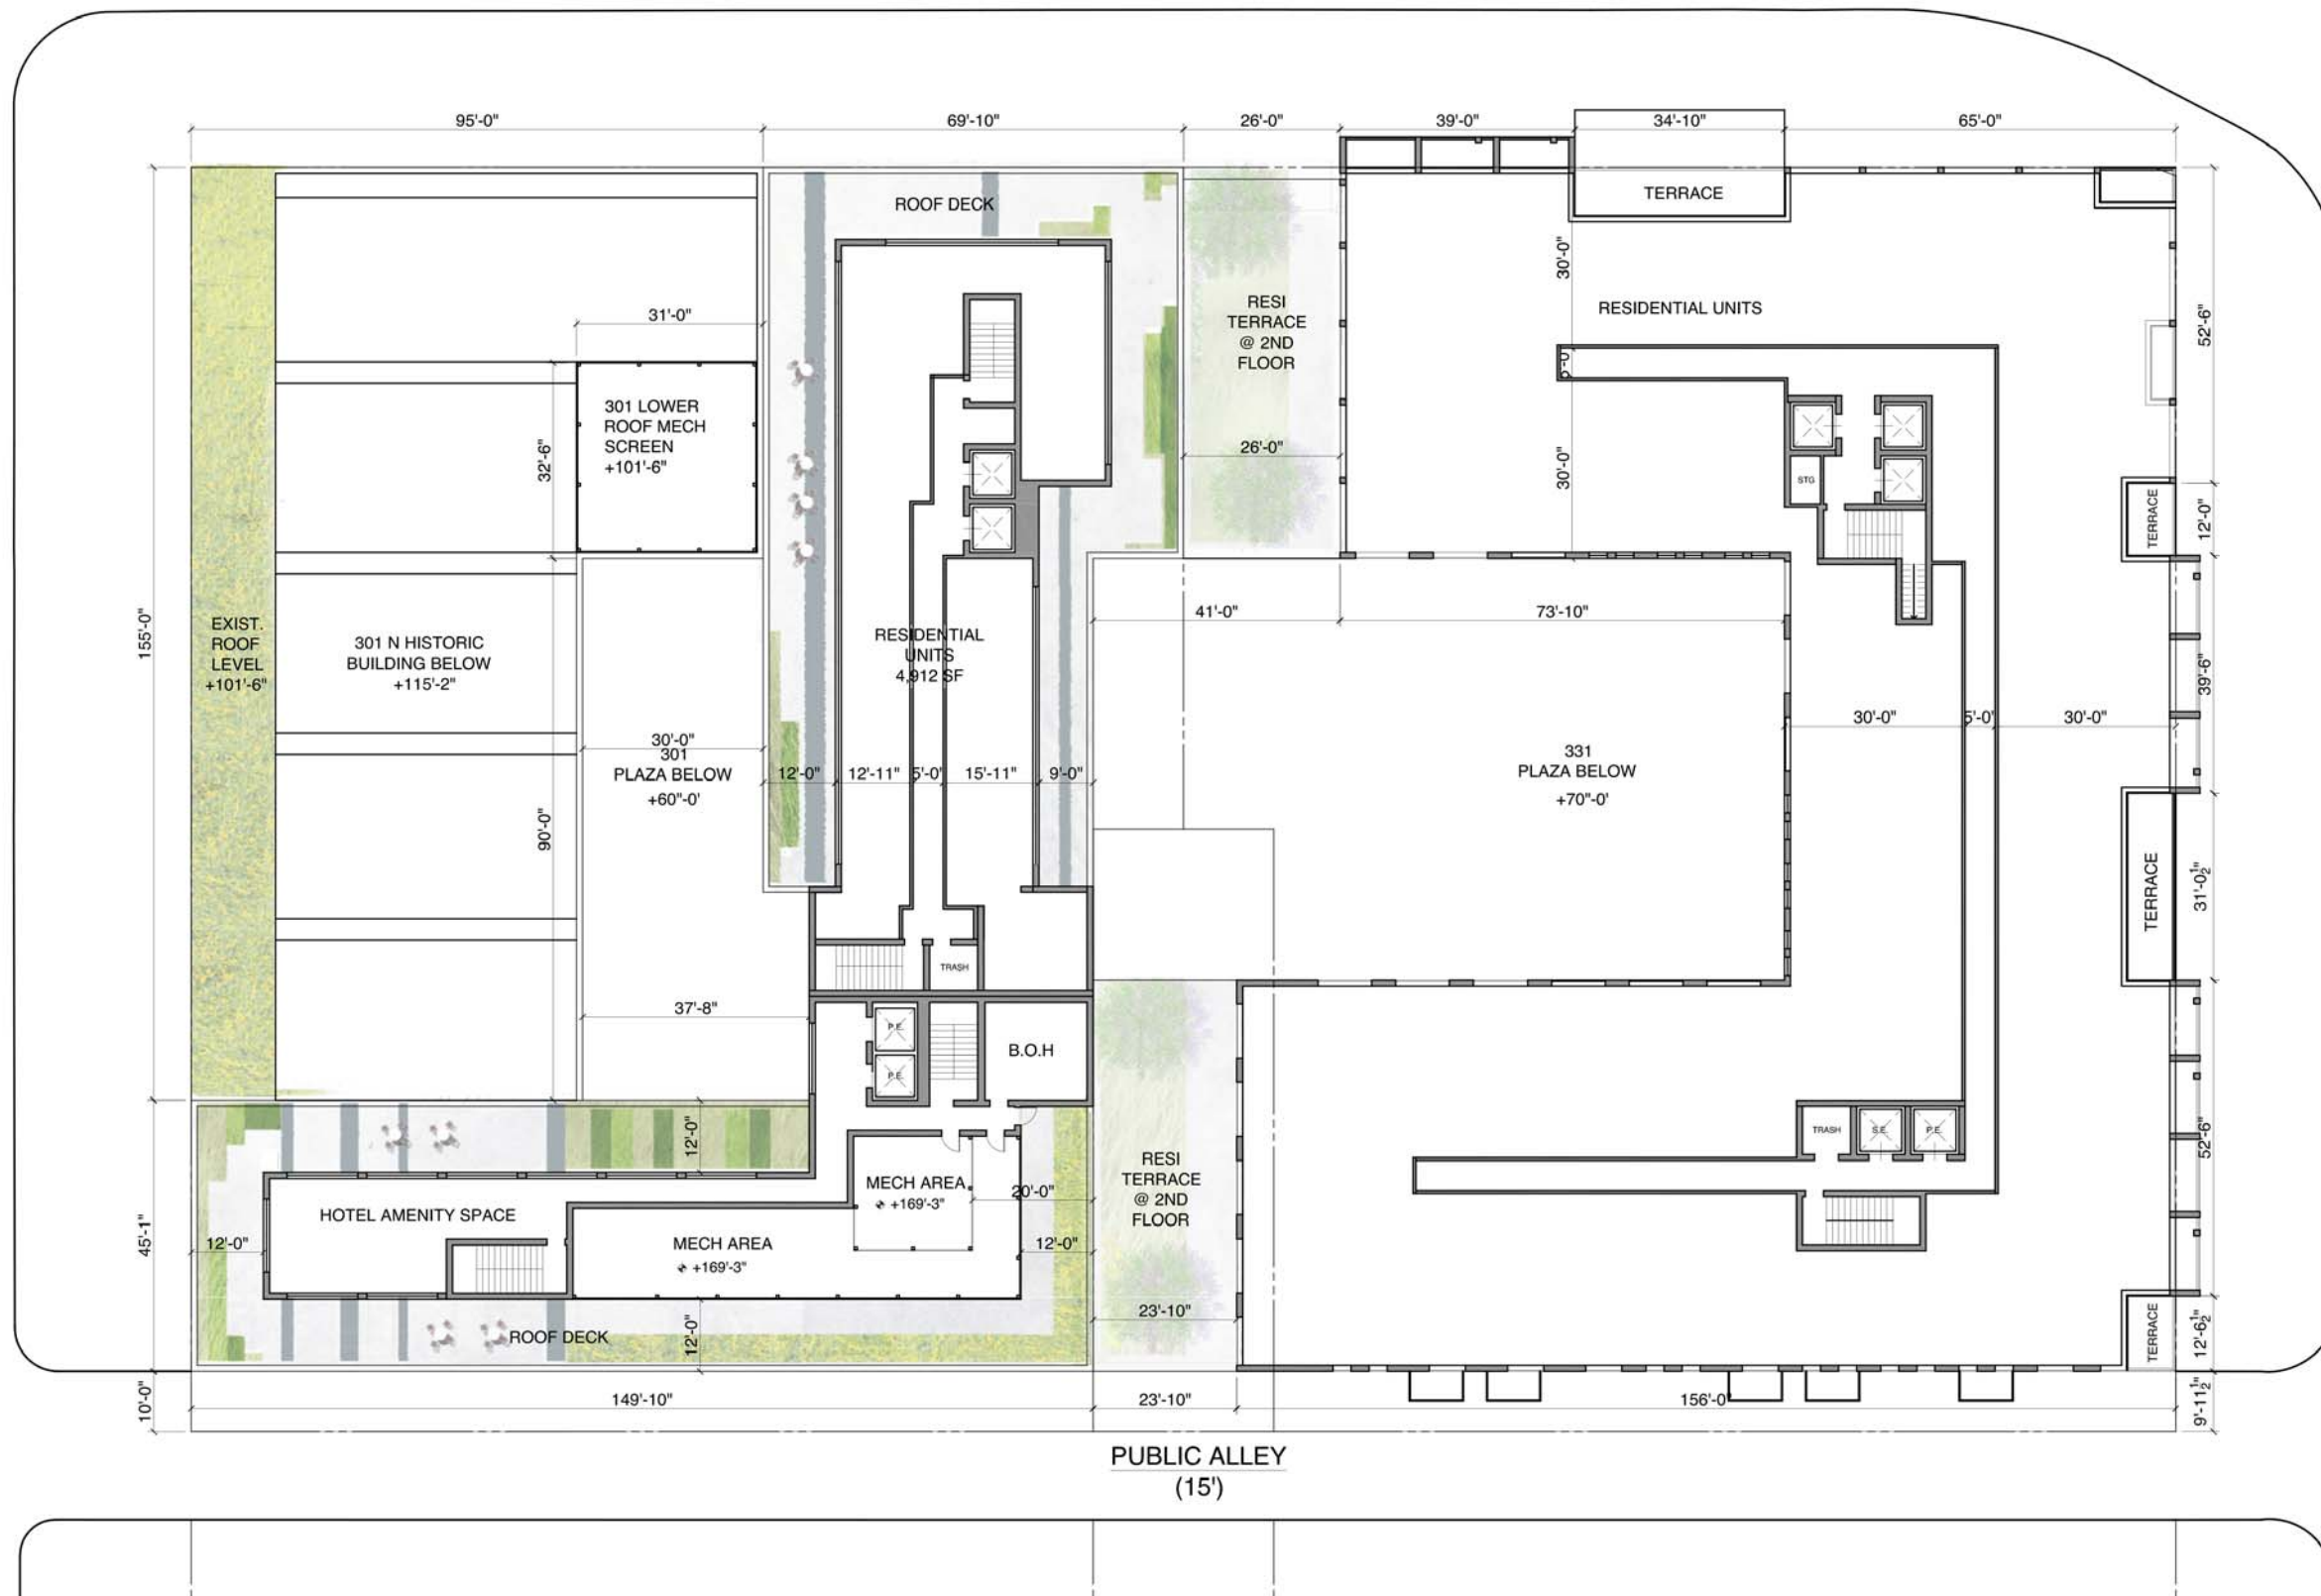 95'-0"
69'-10"
26'-0"
39'-0"
34'-10"
65'-0"
ROOF DECK
TERRACE
30'-0"
RESI
TERRACE
@ 2ND
FLOOR
RESIDENTIAL UNITS
31'-0"
52'-6"
301 LOWER
ROOF MECH
SCREEN
+101'-6"
32'-6"
26'-0"
30'-0"
STG
TERRACE
12'-0"
155'-0"
EXIST.
ROOF
LEVEL
+101'-6"
301 N HISTORIC
BUILDING BELOW
+115'-2"
RESIDENTIAL
UNITS
4,912 SF
41'-0"
73'-10"
39'-6"
30'-0"
5'-0'
30'-0"
30'-0"
301
PLAZA BELOW
+60"-0'
12'-0"
12'-11"
5'-0'
15'-11"
9'-0"
331
PLAZA BELOW
+70"-0'
90'-0"
TERRACE
31'-0½"
TRASH
37'-8"
P.E.
P.E.
B.O.H
12'-0"
TRASH
S.E.
P.E.
52'-6"
RESI
TERRACE
@ 2ND
FLOOR
MECH AREA
+169'-3"
20'-0"
HOTEL AMENITY SPACE
45'-1"
12'-0"
MECH AREA
+169'-3"
12'-0"
23'-10"
ROOF DECK
12'-0"
TERRACE
12'-6½"
10'-0"
149'-10"
23'-10"
156'-0
9'-11½"
PUBLIC ALLEY
(15')